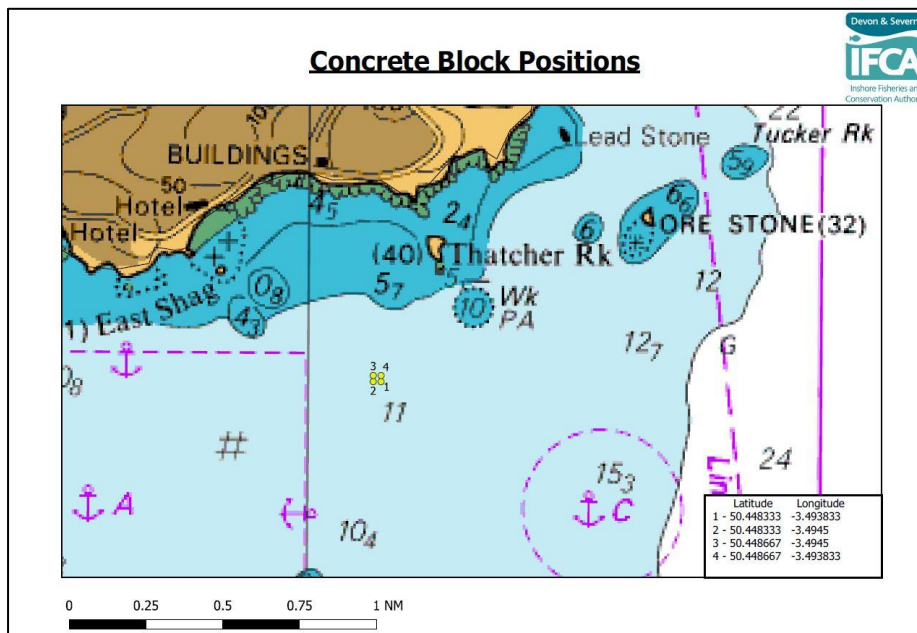 Concrete Block Positions
Devon & Severn
IFCA
Inshore Fisheries and
Conservation
22
Tucker Rk
Lead Stone
5₉
BUILDINGS
50
Hotel
4₅
2₄
6
6₆
ORE STONE (32)
Hotel
(40) Thatcher Rk
12
0₈
5₇
10
Wk
PA
1) East Shag
4₃
12₇
G
3 4
2 1
11
#
15₃
24
A
C
10₄
Latitude Longitude
1 - 50.448333 -3.493833
2 - 50.448333 -3.4945
3 - 50.448667 -3.4945
4 - 50.448667 -3.493833
0 0.25 0.5 0.75 1 NM